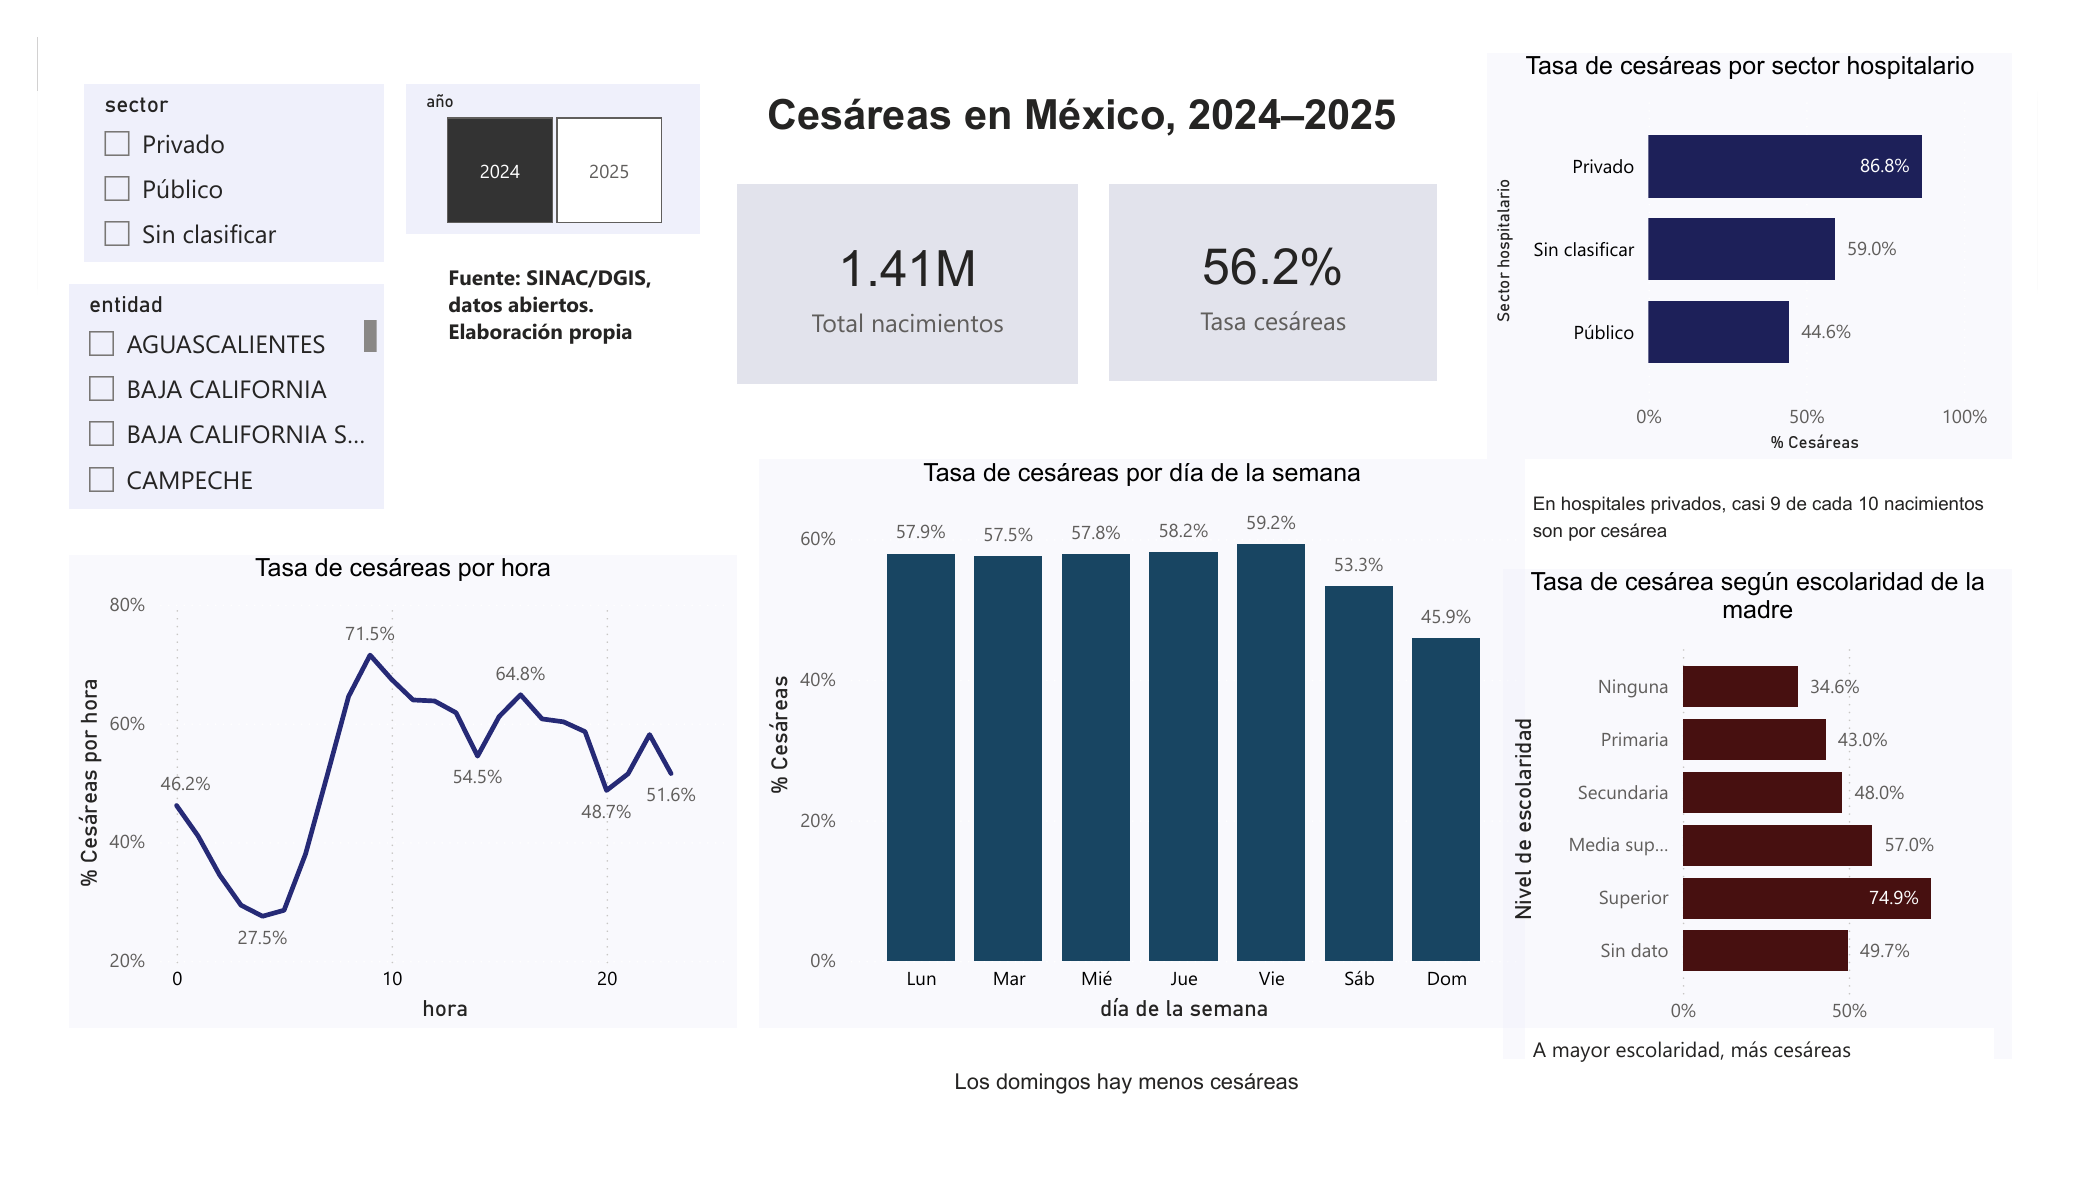 sector
Privado
Público
Sin clasificar
año
2024
2025
Fuente: SINAC/DGIS,
datos abiertos.
Elaboración propia
entidad
AGUASCALIENTES
BAJA CALIFORNIA
BAJA CALIFORNIA S...
CAMPECHE
Cesáreas en México, 2024–2025
1.41M
Total nacimientos
56.2%
Tasa cesáreas
Tasa de cesáreas por sector hospitalario
Sector hospitalario
Privado
86.8%
Sin clasificar
59.0%
Público
44.6%
0%
50%
100%
% Cesáreas
En hospitales privados, casi 9 de cada 10 nacimientos
son por cesárea
Tasa de cesáreas por hora
% Cesáreas por hora
80%
60%
40%
20%
46.2%
27.5%
71.5%
54.5%
64.8%
48.7%
51.6%
0
10
20
hora
Tasa de cesáreas por día de la semana
% Cesáreas
60%
40%
20%
0%
57.9%
57.5%
57.8%
58.2%
59.2%
53.3%
45.9%
Lun
Mar
Mié
Jue
Vie
Sáb
Dom
día de la semana
Los domingos hay menos cesáreas
Tasa de cesárea según escolaridad de la
madre
Nivel de escolaridad
Ninguna
34.6%
Primaria
43.0%
Secundaria
48.0%
Media sup...
57.0%
Superior
74.9%
Sin dato
49.7%
0%
50%
A mayor escolaridad, más cesáreas